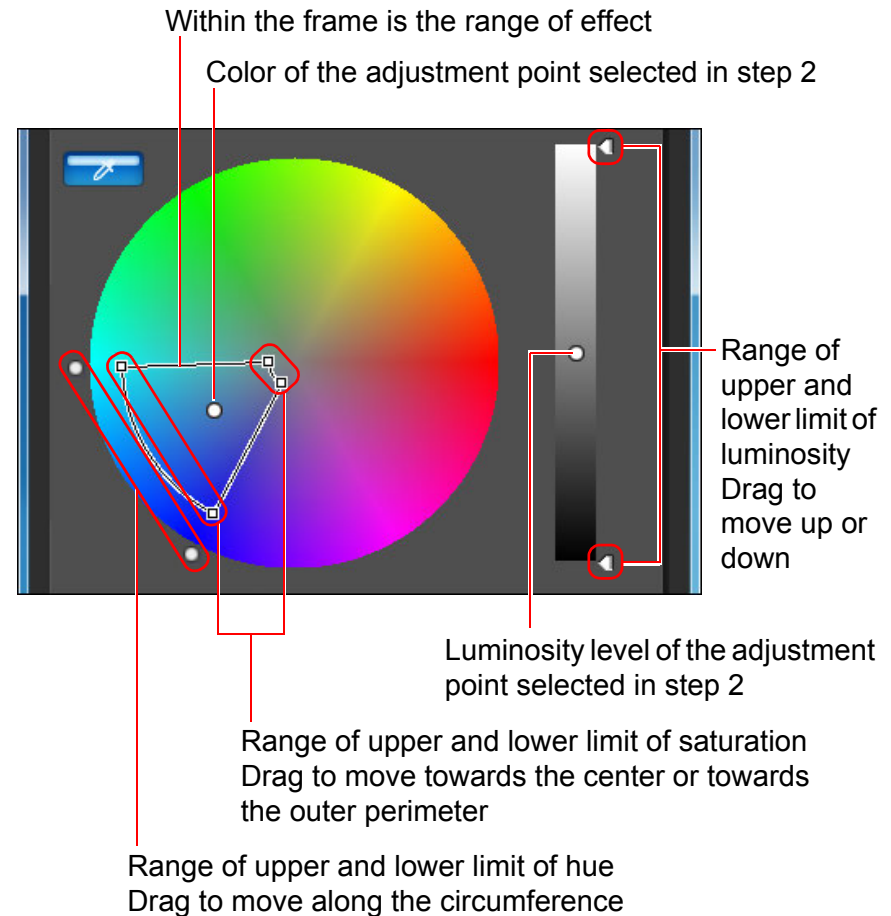 Within the frame is the range of effect
Color of the adjustment point selected in step 2
Range of
upper and
lower limit of
luminosity
Drag to
move up or
down
Luminosity level of the adjustment
point selected in step 2
Range of upper and lower limit of saturation
Drag to move towards the center or towards
the outer perimeter
Range of upper and lower limit of hue
Drag to move along the circumference